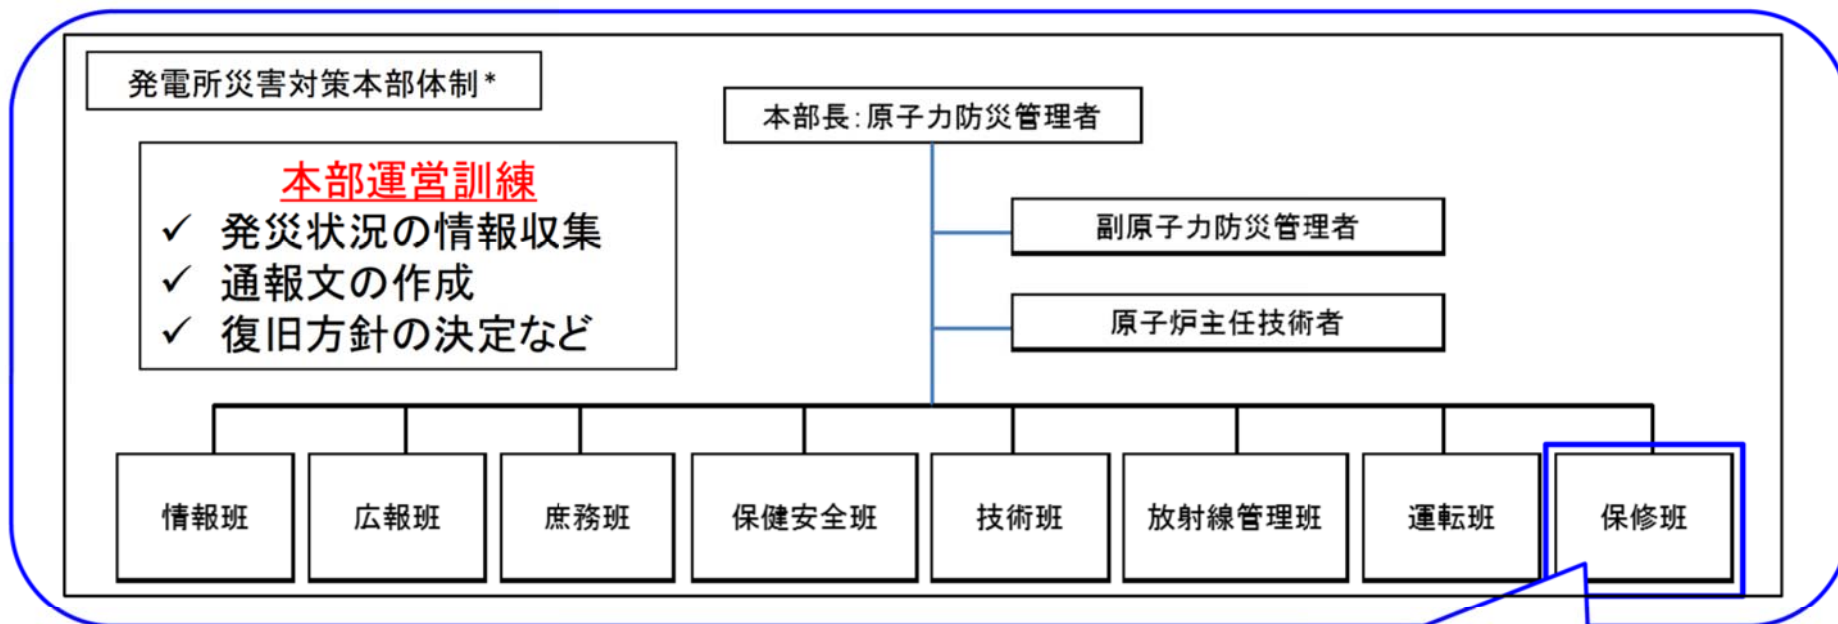 発電所災害対策本部体制*
本部長:原子力防災管理者
本部運営訓練
✓ 発災状況の情報収集
✓ 通報文の作成
✓ 復旧方針の決定など
副原子力防災管理者
原子炉主任技術者
情報班
広報班
庶務班
保健安全班
技術班
放射線管理班
運転班
保修班